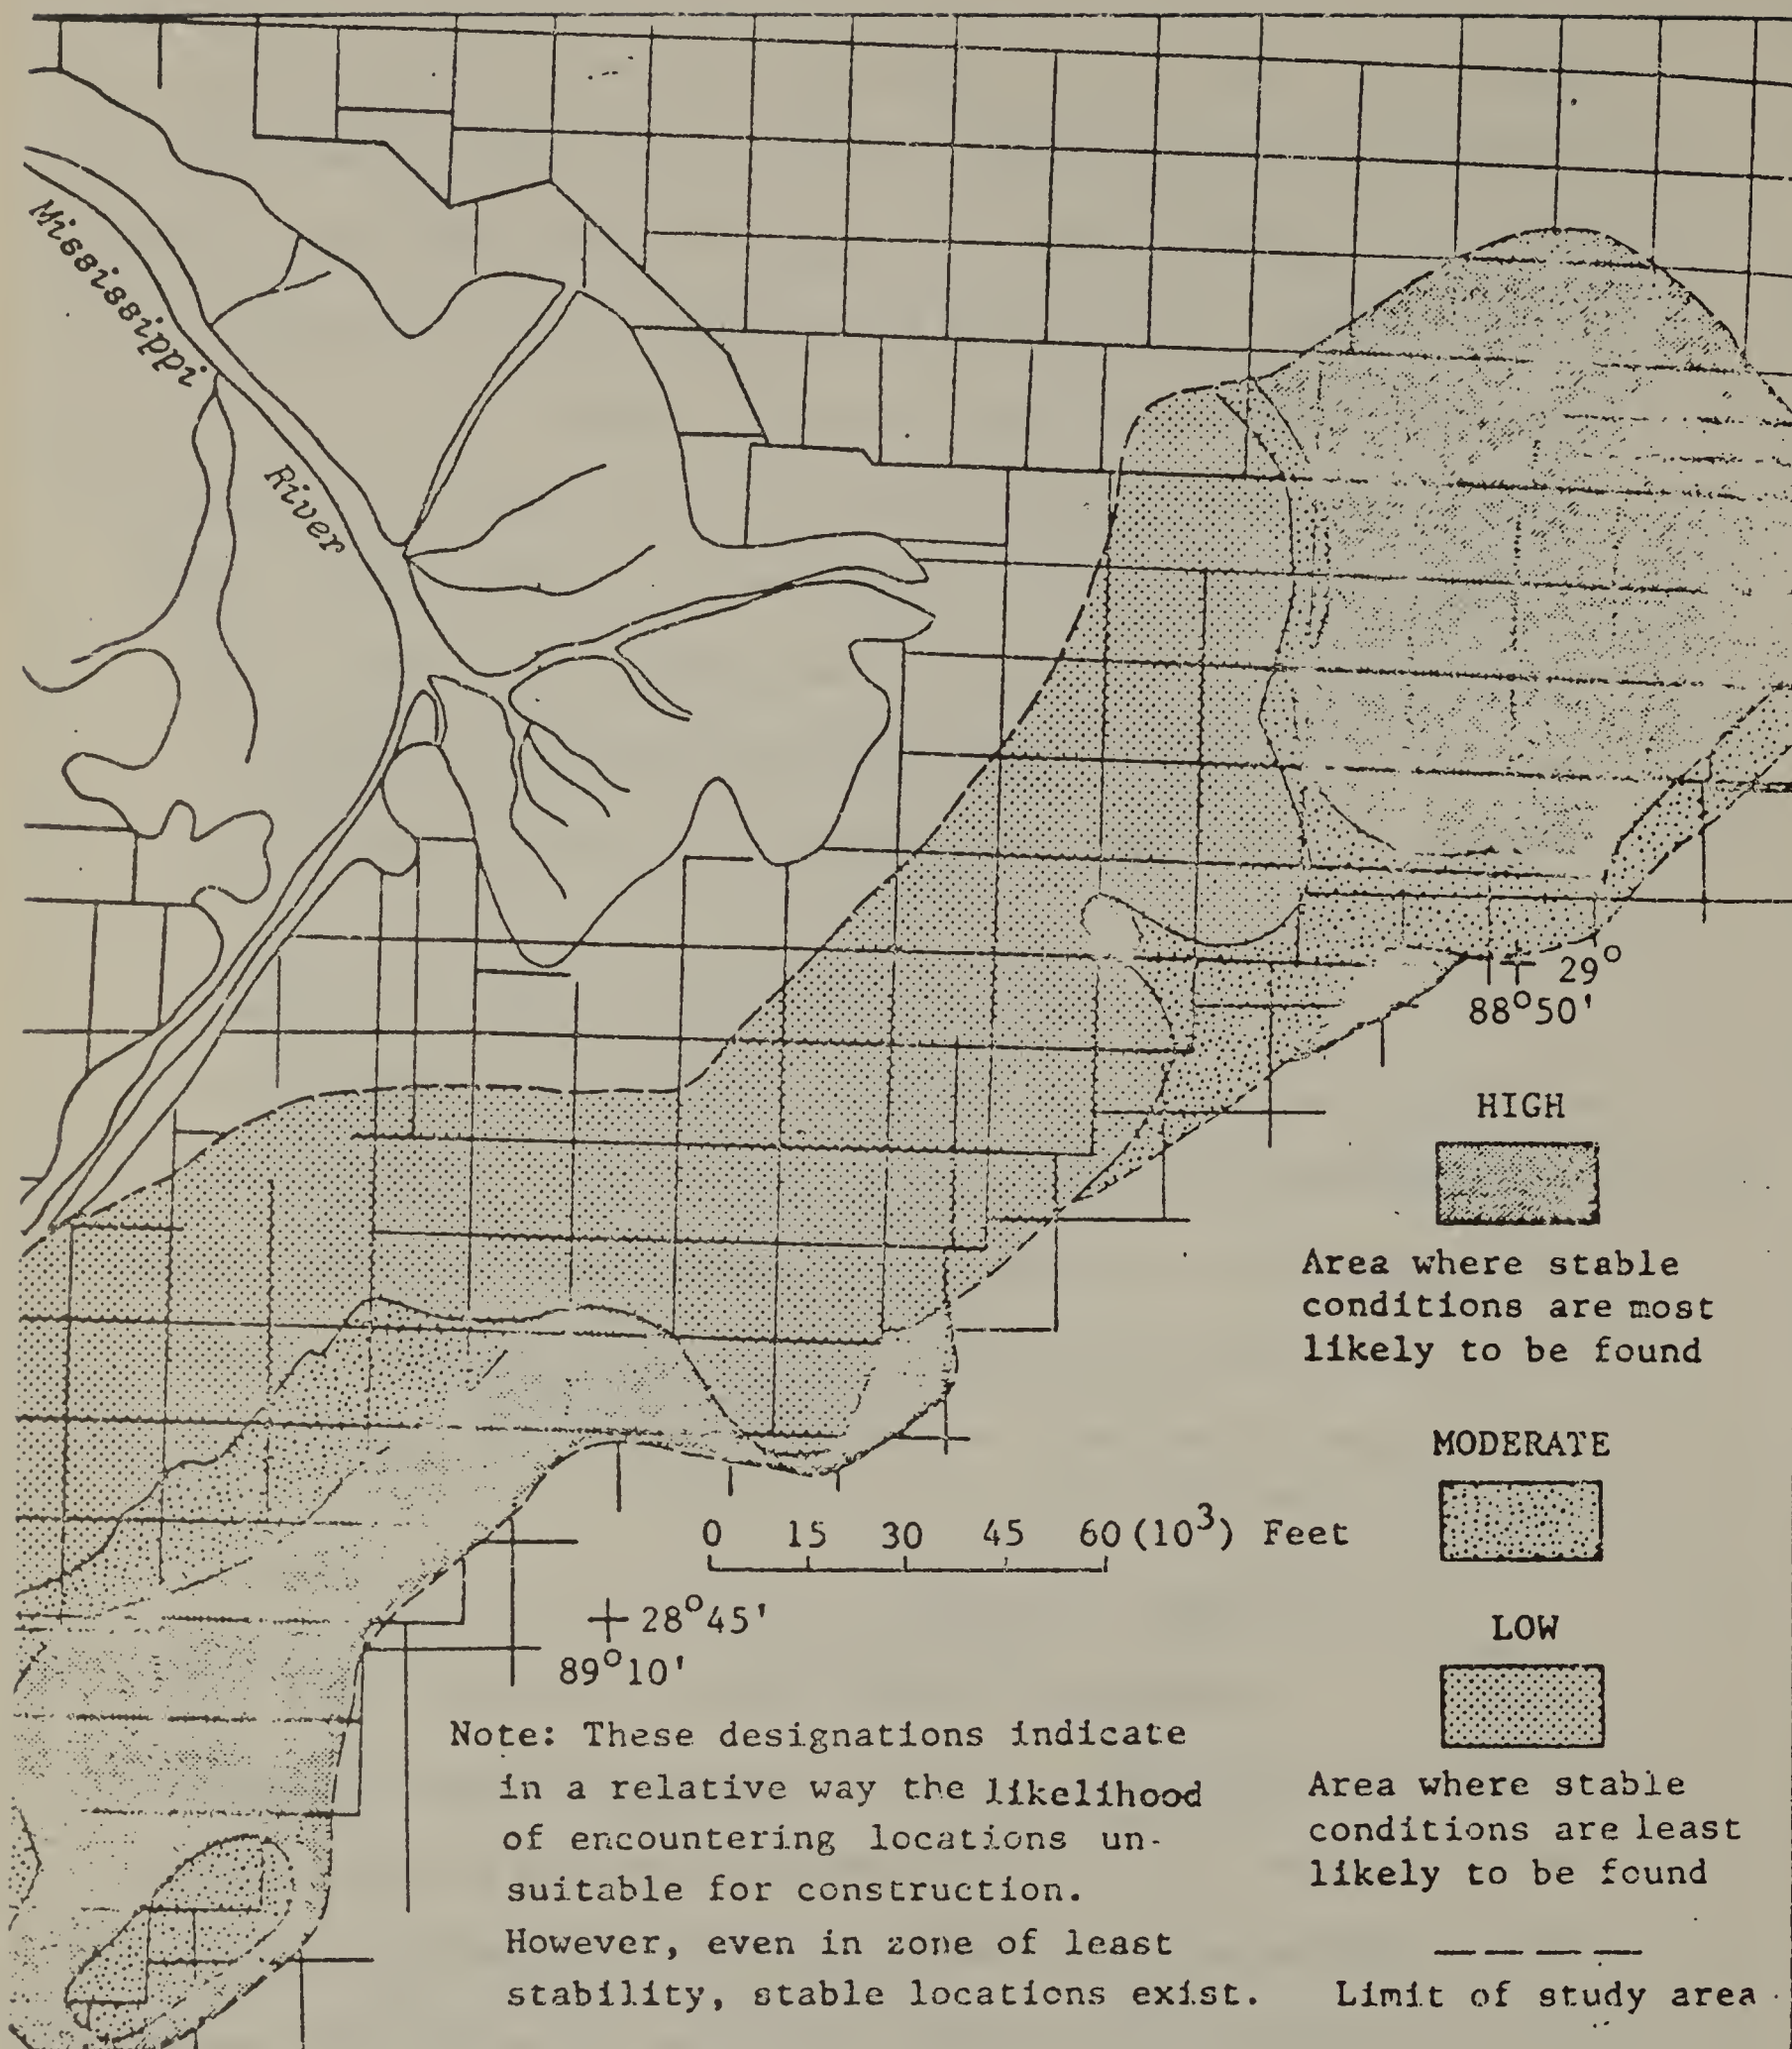 Mississippi
River
29°
88°50'
HIGH
Area where stable
conditions are most
likely to be found
MODERATE
LOW
Area where stable
conditions are least
likely to be found
Limit of study area
0 15 30 45 60 (10³) Feet
28°45'
89°10'
Note: These designations indicate
in a relative way the likelihood
of encountering locations un-
suitable for construction.
However, even in zone of least
stability, stable locations exist.